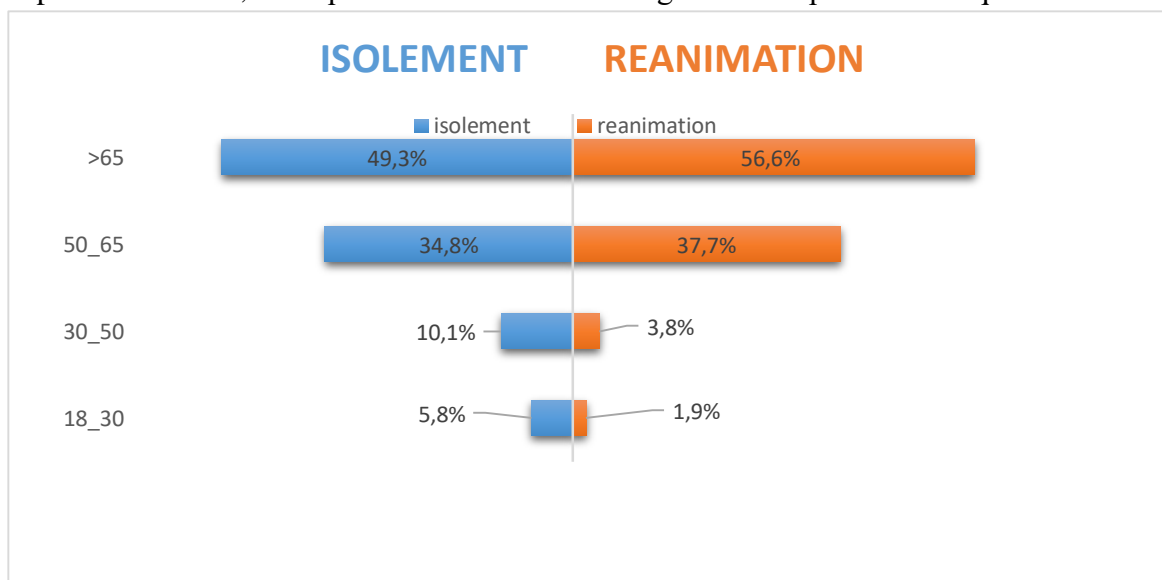 ISOLEMENT REANIMATION
isolement reanimation
>65 49,3% 56,6%
50_65 34,8% 37,7%
30_50 10,1% 3,8%
18_30 5,8% 1,9%